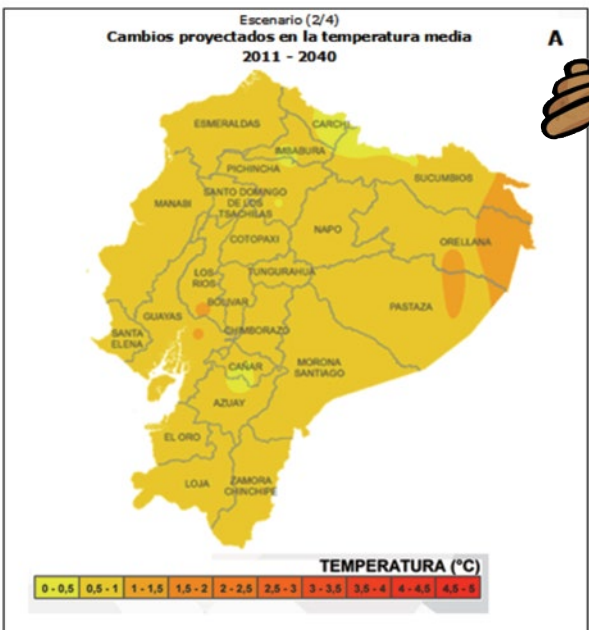 Escenario (2/4)
Cambios proyectados en la temperatura media
2011 - 2040
A
ESMERALDAS
CARCHI
IMBABURA
PICHINCHA
SUCUMBIOS
SANTO DOMINGO
DE LOS
TSACHILAS
MANABI
NAPO
COTOPAXI
ORELLANA
LOS
RIOS
TUNGURAHUA
BOLIVAR
PASTAZA
GUAYAS
SANTA
ELENA
CHIMBORAZO
CAÑAR
MORONA
SANTIAGO
AZUAY
EL ORO
LOJA
ZAMORA
CHINCHIPE
TEMPERATURA (°C)
0 - 0,5 0,5 - 1 1 - 1,5 1,5 - 2 2 - 2,5 2,5 - 3 3 - 3,5 3,5 - 4 4 - 4,5 4,5 - 5